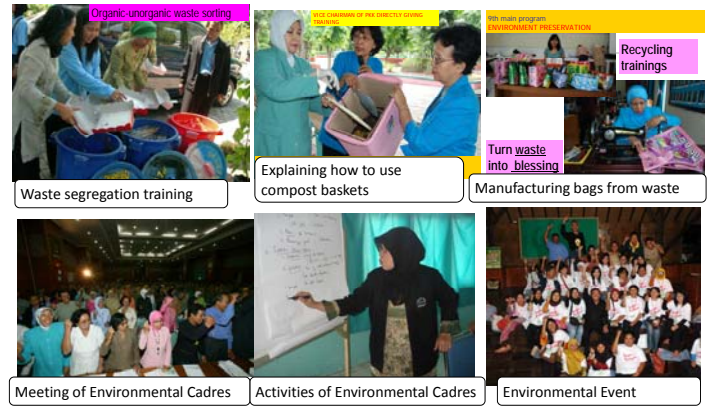 Organic-unorganic waste sorting
Waste segregation training
VICE CHAIRMAN OF PKK DIRECTLY GIVING
TRAINING
Explaining how to use
compost baskets
9th main program
ENVIRONMENT PRESERVATION
Recycling
trainings
Turn waste
into blessing
Manufacturing bags from waste
Meeting of Environmental Cadres
Activities of Environmental Cadres
Environmental Event